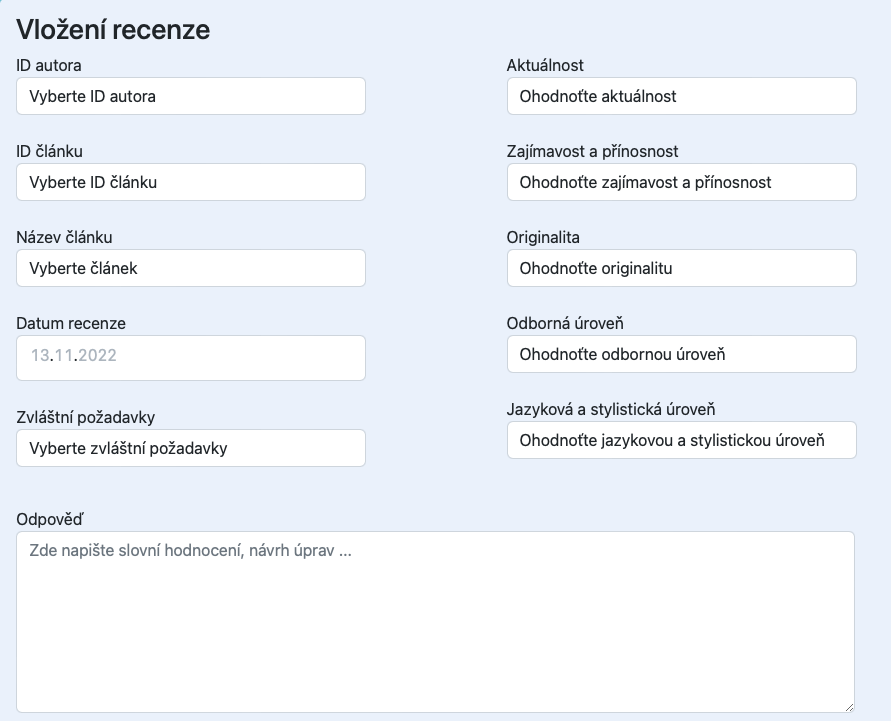 Vložení recenze
ID autora
Vyberte ID autora
ID článku
Vyberte ID článku
Název článku
Vyberte článek
Datum recenze
13.11.2022
Zvláštní požadavky
Vyberte zvláštní požadavky
Aktuálnost
Ohodnoťte aktuálnost
Zajímavost a přínosnost
Ohodnoťte zajímavost a přínosnost
Originalita
Ohodnoťte originalitu
Odborná úroveň
Ohodnoťte odbornou úroveň
Jazyková a stylistická úroveň
Ohodnoťte jazykovou a stylistickou úroveň
Odpověď
Zde napište slovní hodnocení, návrh úprav ...